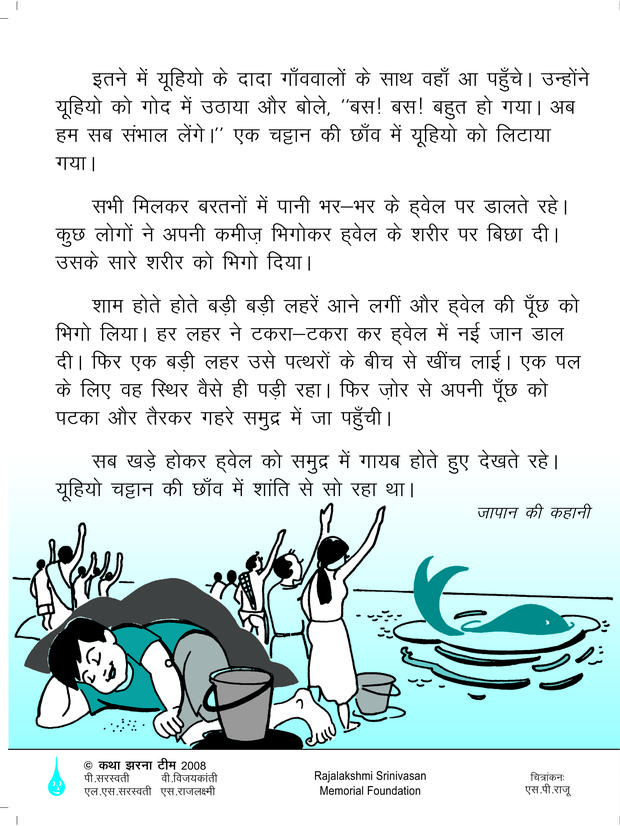 इतने में यूहियो के दादा गाँववालों के साथ वहाँ आ पहुँचे। उन्होंने
यूहियो को गोद में उठाया और बोले, ''बस! बस! बहुत हो गया। अब
हम सब संभाल लेंगे।'' एक चट्टान की छाँव में यूहियो को लिटाया
गया।
सभी मिलकर बरतनों में पानी भर–भर के ह्वेल पर डालते रहे।
कुछ लोगों ने अपनी कमीज़ भिगोकर ह्वेल के शरीर पर बिछा दी।
उसके सारे शरीर को भिगो दिया।
शाम होते होते बड़ी बड़ी लहरें आने लगीं और ह्वेल की पूँछ को
भिगो लिया। हर लहर ने टकरा–टकरा कर ह्वेल में नई जान डाल
दी। फिर एक बड़ी लहर उसे पत्थरों के बीच से खींच लाई। एक पल
के लिए वह स्थिर वैसे ही पड़ी रहा। फिर ज़ोर से अपनी पूँछ को
पटका और तैरकर गहरे समुद्र में जा पहुँची।
सब खड़े होकर ह्वेल को समुद्र में गायब होते हुए देखते रहे।
यूहियो चट्टान की छाँव में शांति से सो रहा था।
जापान की कहानी
© कथा झरना टीम 2008
पी.सरस्वती वी.विजयकांती
एल.एस.सरस्वती एस.राजलक्ष्मी
Rajalakshmi Srinivasan
Memorial Foundation
चित्रांकनः
एस.पी.राजू